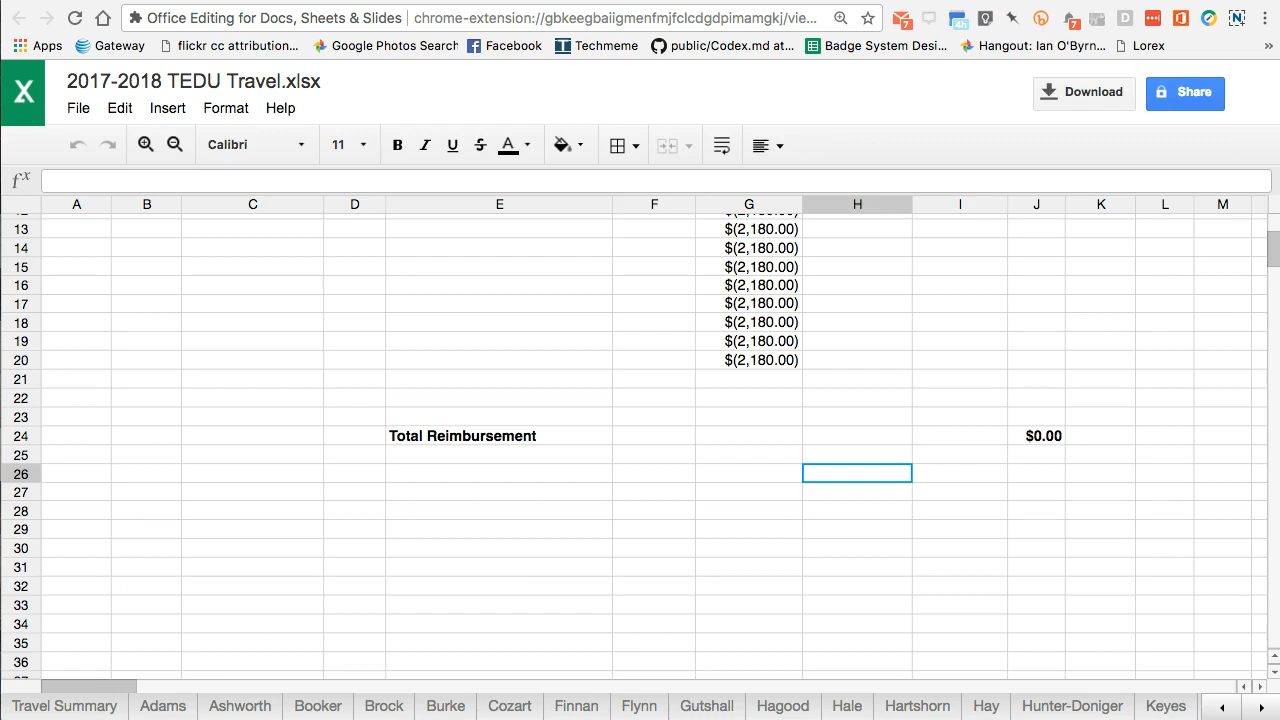 Office Editing for Docs, Sheets & Slides | chrome-extension://gbkeegbaiigmenfmjfclcdgdpimamgkj/vie...
7 4h 7 D N
Apps Gateway flickr cc attribution... Google Photos Search Facebook Techmeme public/Codex.md at... Badge System Desi... Hangout: Ian O'Byrn... Lorex »
X 2017-2018 TEDU Travel.xlsx
File Edit Insert Format Help
Download Share
Calibri 11 B I U S A
fx
A B C D E F G H I J K L M
13 $(2,180.00)
14 $(2,180.00)
15 $(2,180.00)
16 $(2,180.00)
17 $(2,180.00)
18 $(2,180.00)
19 $(2,180.00)
20 $(2,180.00)
21
22
23
24 Total Reimbursement $0.00
25
26
27
28
29
30
31
32
33
34
35
36
Travel Summary Adams Ashworth Booker Brock Burke Cozart Finnan Flynn Gutshall Hagood Hale Hartshorn Hay Hunter-Doniger Keyes